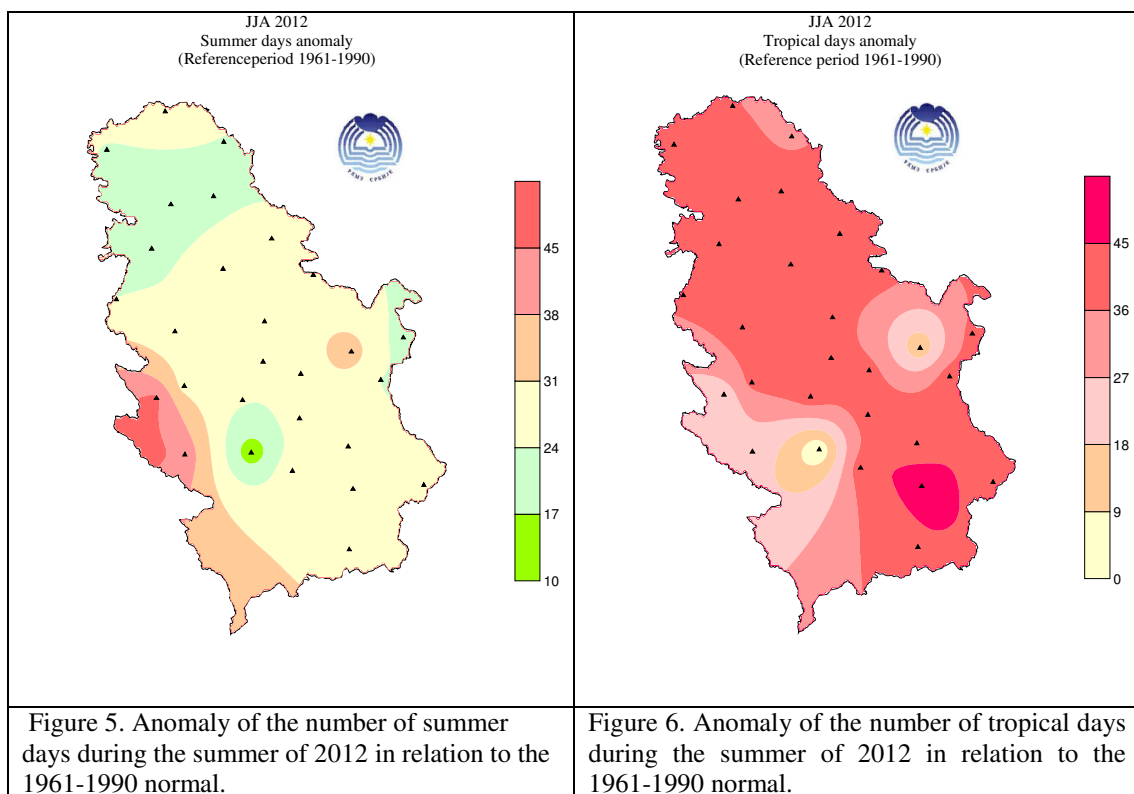 JJA 2012
Summer days anomaly
(Referenceperiod 1961-1990)
45
38
31
24
17
10
JJA 2012
Tropical days anomaly
(Reference period 1961-1990)
45
36
27
18
9
0
Figure 5. Anomaly of the number of summer
days during the summer of 2012 in relation to the
1961-1990 normal.
Figure 6. Anomaly of the number of tropical days
during the summer of 2012 in relation to the
1961-1990 normal.